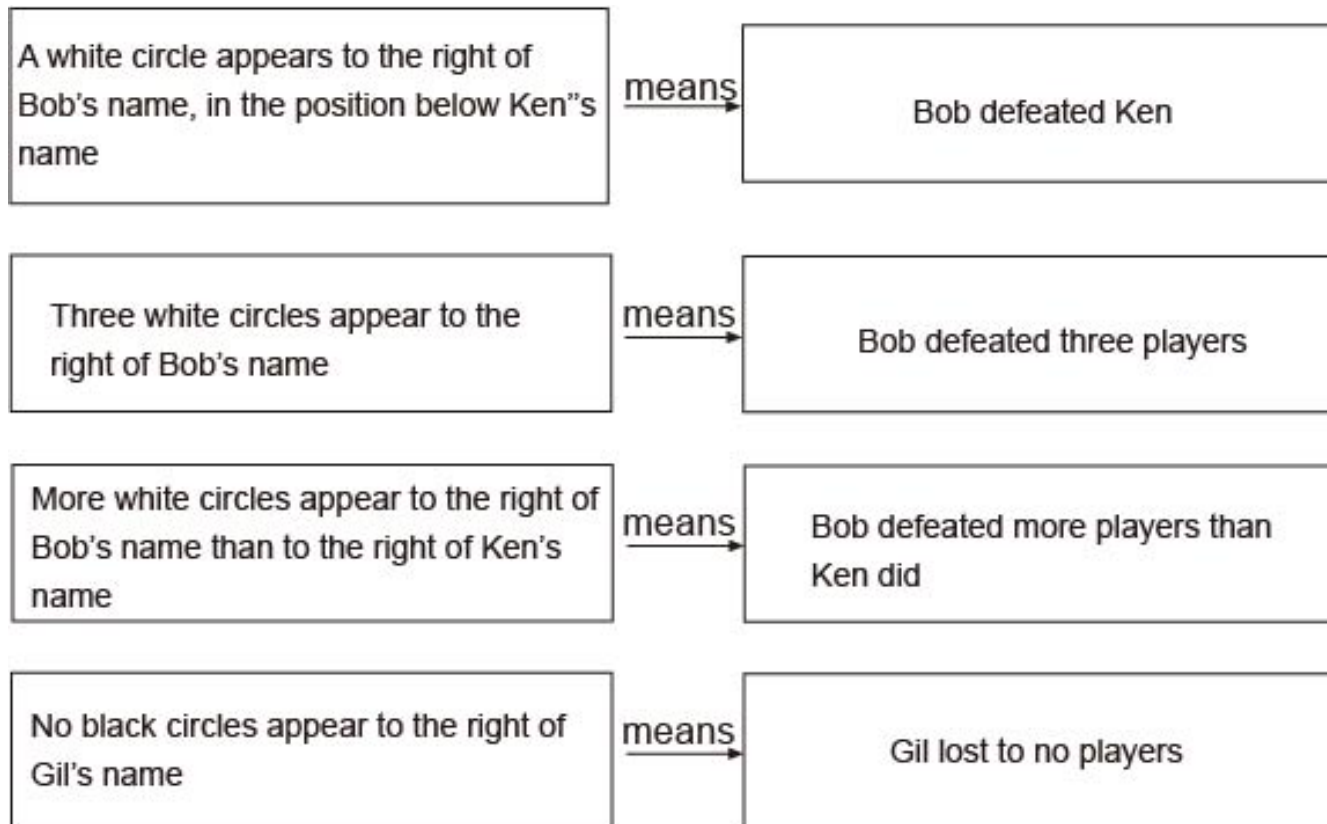 A white circle appears to the right of
Bob’s name, in the position below Ken”s
name
means
Bob defeated Ken
Three white circles appear to the
right of Bob’s name
means
Bob defeated three players
More white circles appear to the right of
Bob’s name than to the right of Ken’s
name
means
Bob defeated more players than
Ken did
No black circles appear to the right of
Gil’s name
means
Gil lost to no players